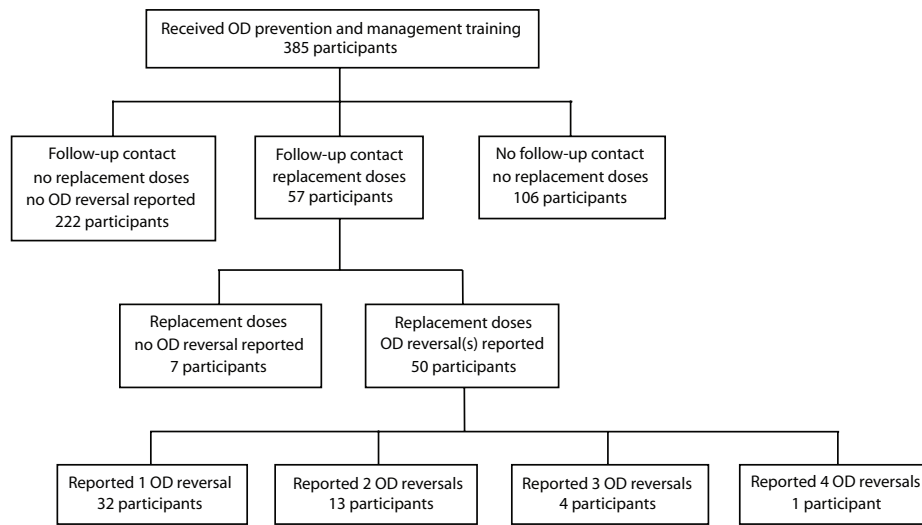 Received OD prevention and management training
385 participants
Follow-up contact
no replacement doses
no OD reversal reported
222 participants
Follow-up contact
replacement doses
57 participants
No follow-up contact
no replacement doses
106 participants
Replacement doses
no OD reversal reported
7 participants
Replacement doses
OD reversal(s) reported
50 participants
Reported 1 OD reversal
32 participants
Reported 2 OD reversals
13 participants
Reported 3 OD reversals
4 participants
Reported 4 OD reversals
1 participant